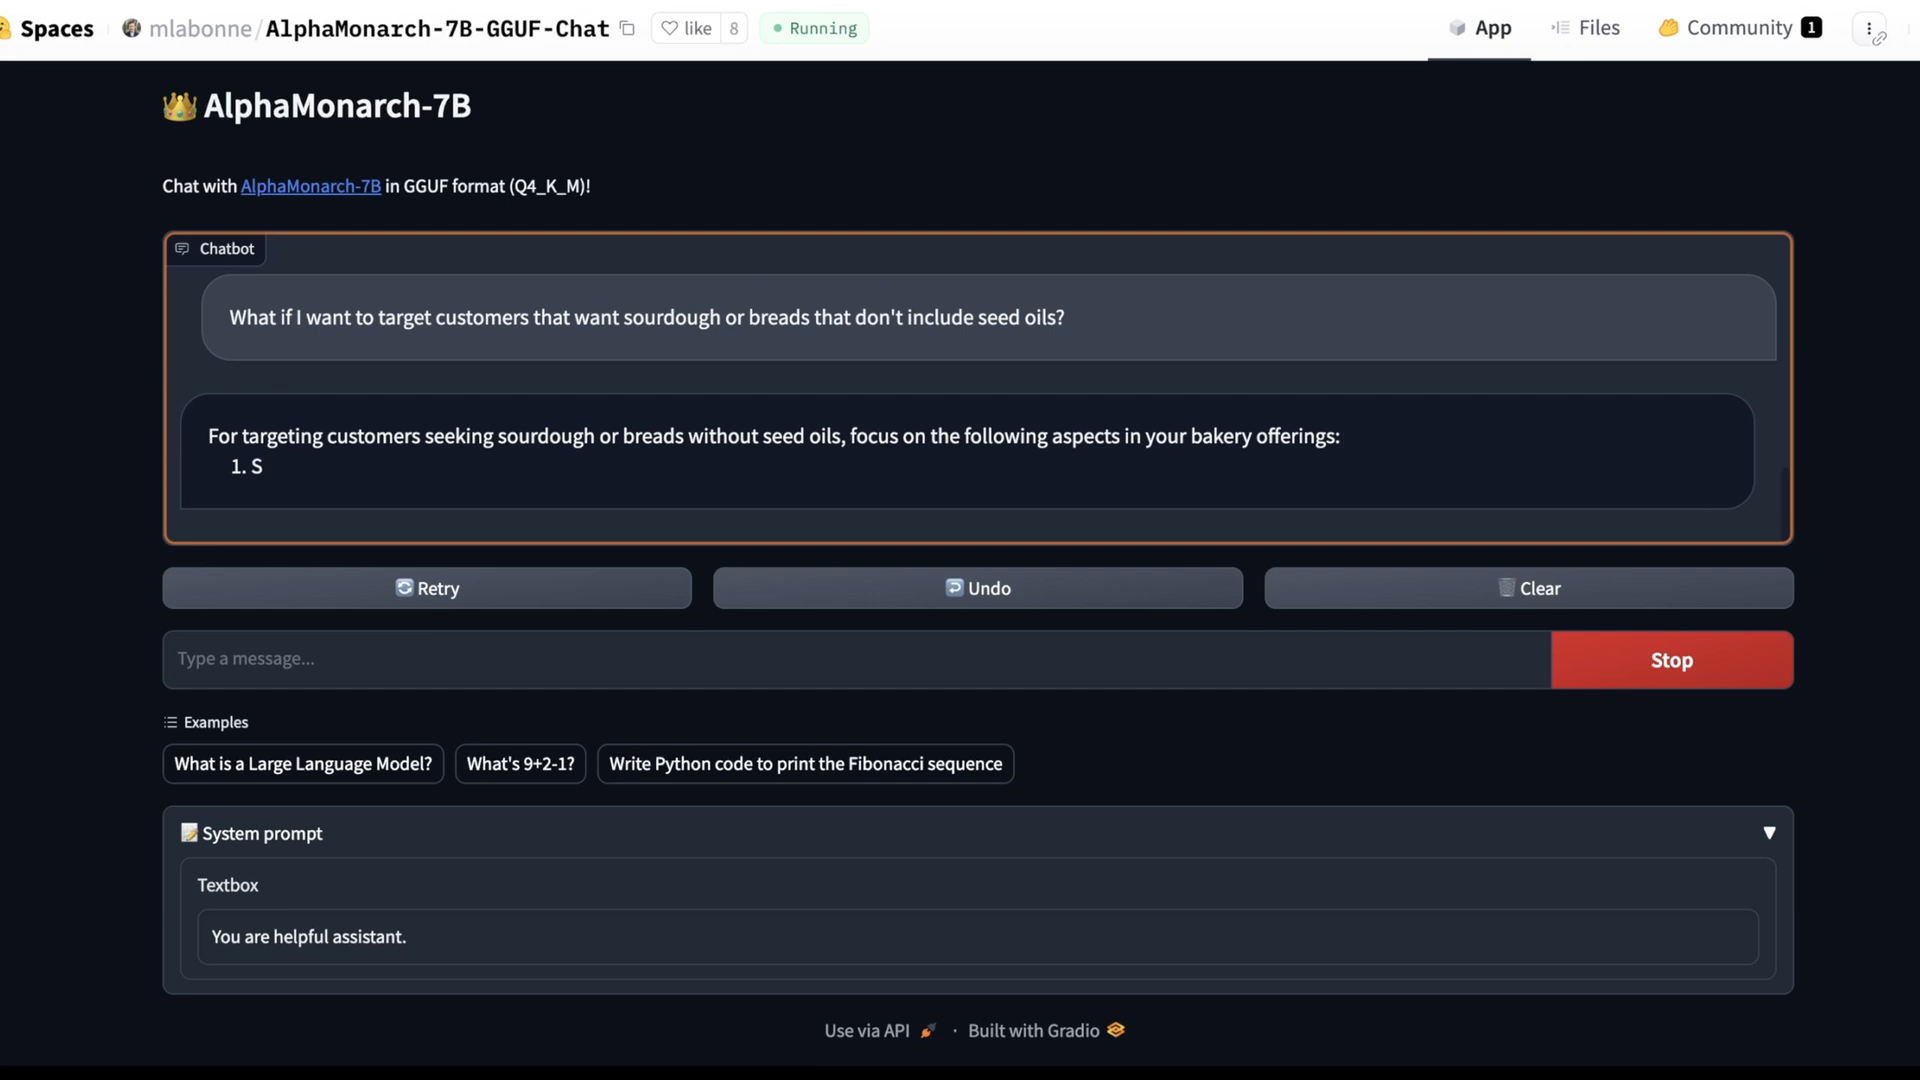 Spaces
mlabonne/AlphaMonarch-7B-GGUF-Chat
like 8
Running
App
Files
Community 1
AlphaMonarch-7B
Chat with AlphaMonarch-7B in GGUF format (Q4_K_M)!
Chatbot
What if I want to target customers that want sourdough or breads that don't include seed oils?
For targeting customers seeking sourdough or breads without seed oils, focus on the following aspects in your bakery offerings:
1. S
Retry
Undo
Clear
Type a message...
Stop
Examples
What is a Large Language Model?
What's 9+2-1?
Write Python code to print the Fibonacci sequence
System prompt
Textbox
You are helpful assistant.
Use via API · Built with Gradio